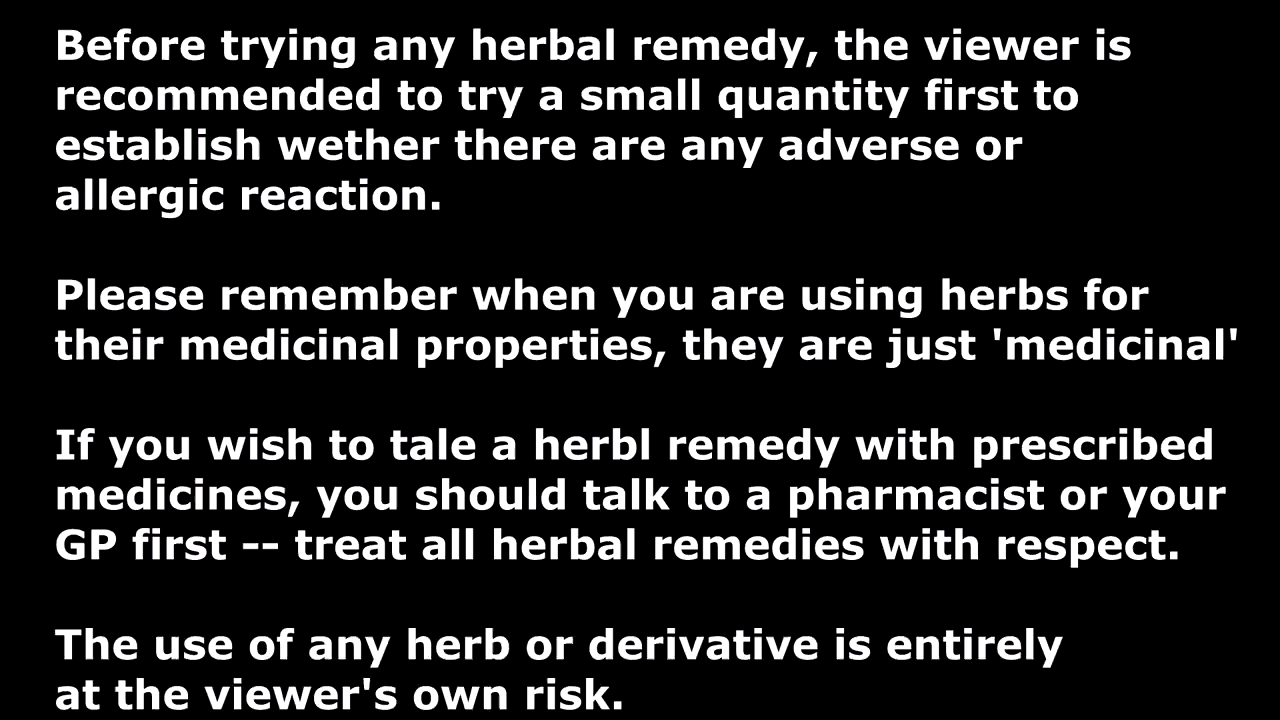 Before trying any herbal remedy, the viewer is
recommended to try a small quantity first to
establish wether there are any adverse or
allergic reaction.
Please remember when you are using herbs for
their medicinal properties, they are just 'medicinal'
If you wish to tale a herbl remedy with prescribed
medicines, you should talk to a pharmacist or your
GP first -- treat all herbal remedies with respect.
The use of any herb or derivative is entirely
at the viewer's own risk.